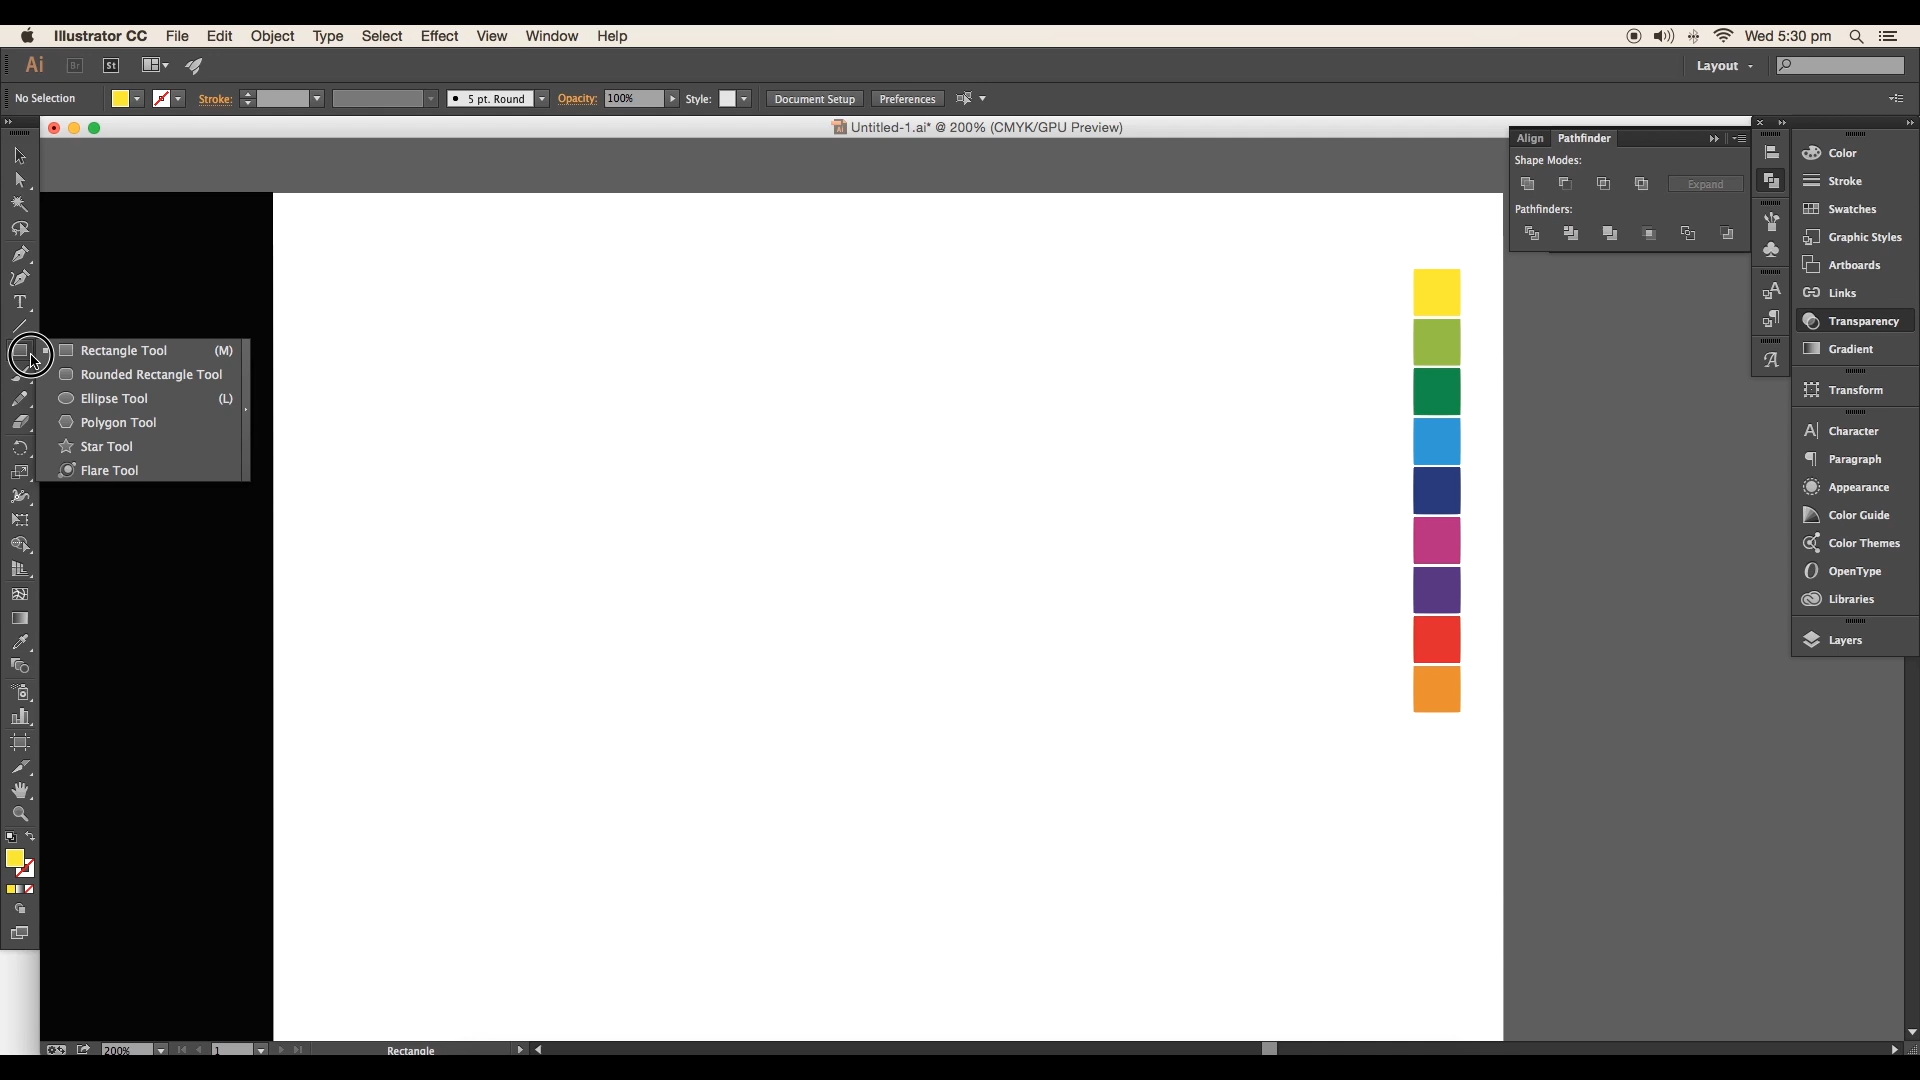 Illustrator CC File Edit Object Type Select Effect View Window Help Wed 5:30 pm
Ai Br St Layout
No Selection Stroke: 5 pt. Round Opacity: 100% Style: Document Setup Preferences
Untitled-1.ai* @ 200% (CMYK/GPU Preview)
Align Pathfinder
Shape Modes:
Expand
Pathfinders:
Color
Stroke
Swatches
Graphic Styles
Artboards
Links
Transparency
Gradient
Transform
Character
Paragraph
Appearance
Color Guide
Color Themes
OpenType
Libraries
Layers
Rectangle Tool (M)
Rounded Rectangle Tool
Ellipse Tool (L)
Polygon Tool
Star Tool
Flare Tool
200% 1 Rectangle